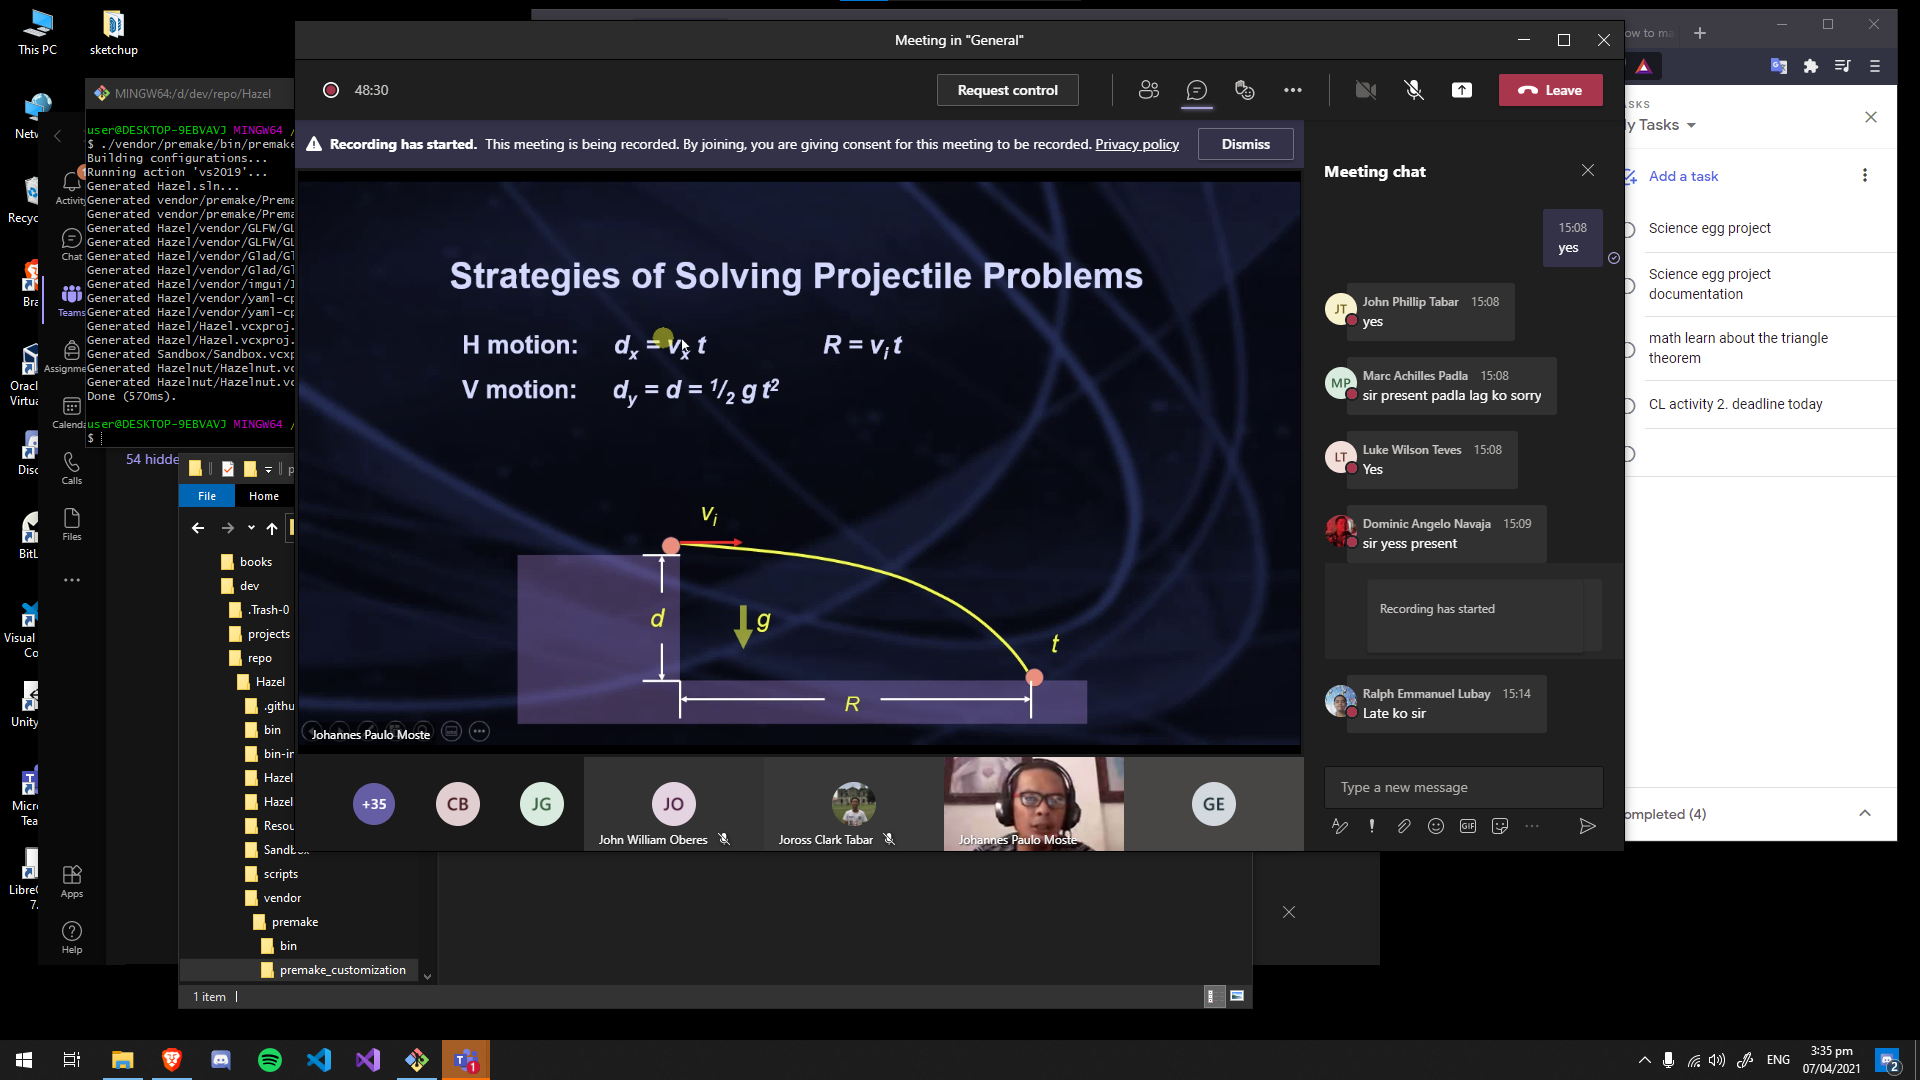 This PC
sketchup
MINGW64:/d/dev/repo/Hazel
user@DESKTOP-9EBVAVJ MINGW64 /
$ ./vendor/premake/bin/premake
Building configurations...
Running action 'vs2019'...
Generated Hazel.sln...
Generated vendor/premake/Prema
Generated vendor/premake/Prema
Generated Hazel/vendor/GLFW/GL
Generated Hazel/vendor/GLFW/GL
Generated Hazel/vendor/Glad/Gl
Generated Hazel/vendor/Glad/Gl
Generated Hazel/vendor/imgui/I
Generated Hazel/vendor/yaml-cp
Generated Hazel/vendor/yaml-cp
Generated Hazel/Hazel.vcxproj.
Generated Hazel/Hazel.vcxproj.
Generated Sandbox/Sandbox.vcxp
Generated Hazelnut/Hazelnut.vc
Generated Hazelnut/Hazelnut.vc
Done (570ms).
user@DESKTOP-9EBVAVJ MINGW64 /
$
Netw
Recyc
Bra
Oracl
Virtua
Disc
BitL
Visual
Co
Unity
Micro
Tea
LibreO
7.
Activity
Chat
Teams
Assignme
Calenda
Calls
Files
Apps
Help
54 hidde
File
Home
books
dev
.Trash-0
projects
repo
Hazel
.githu
bin
bin-in
Hazel
Hazel
Resou
Sandbox
scripts
vendor
premake
bin
premake_customization
1 item
Meeting in "General"
48:30
Request control
Leave
Recording has started. This meeting is being recorded. By joining, you are giving consent for this meeting to be recorded. Privacy policy
Dismiss
Strategies of Solving Projectile Problems
H motion: dx = vx t R = vi t
V motion: dy = d = 1/2 g t2
vi
d
g
t
R
Johannes Paulo Moste
+35
CB
JG
JO
John William Oberes
Joross Clark Tabar
Johannes Paulo Moste
GE
Meeting chat
15:08
yes
JT
John Phillip Tabar 15:08
yes
MP
Marc Achilles Padla 15:08
sir present padla lag ko sorry
LT
Luke Wilson Teves 15:08
Yes
Dominic Angelo Navaja 15:09
sir yess present
Recording has started
Ralph Emmanuel Lubay 15:14
Late ko sir
Type a new message
GIF
ow to ma
ASKS
ly Tasks
Add a task
Science egg project
Science egg project
documentation
math learn about the triangle
theorem
CL activity 2. deadline today
ompleted (4)
1
ENG
3:35 pm
07/04/2021
2